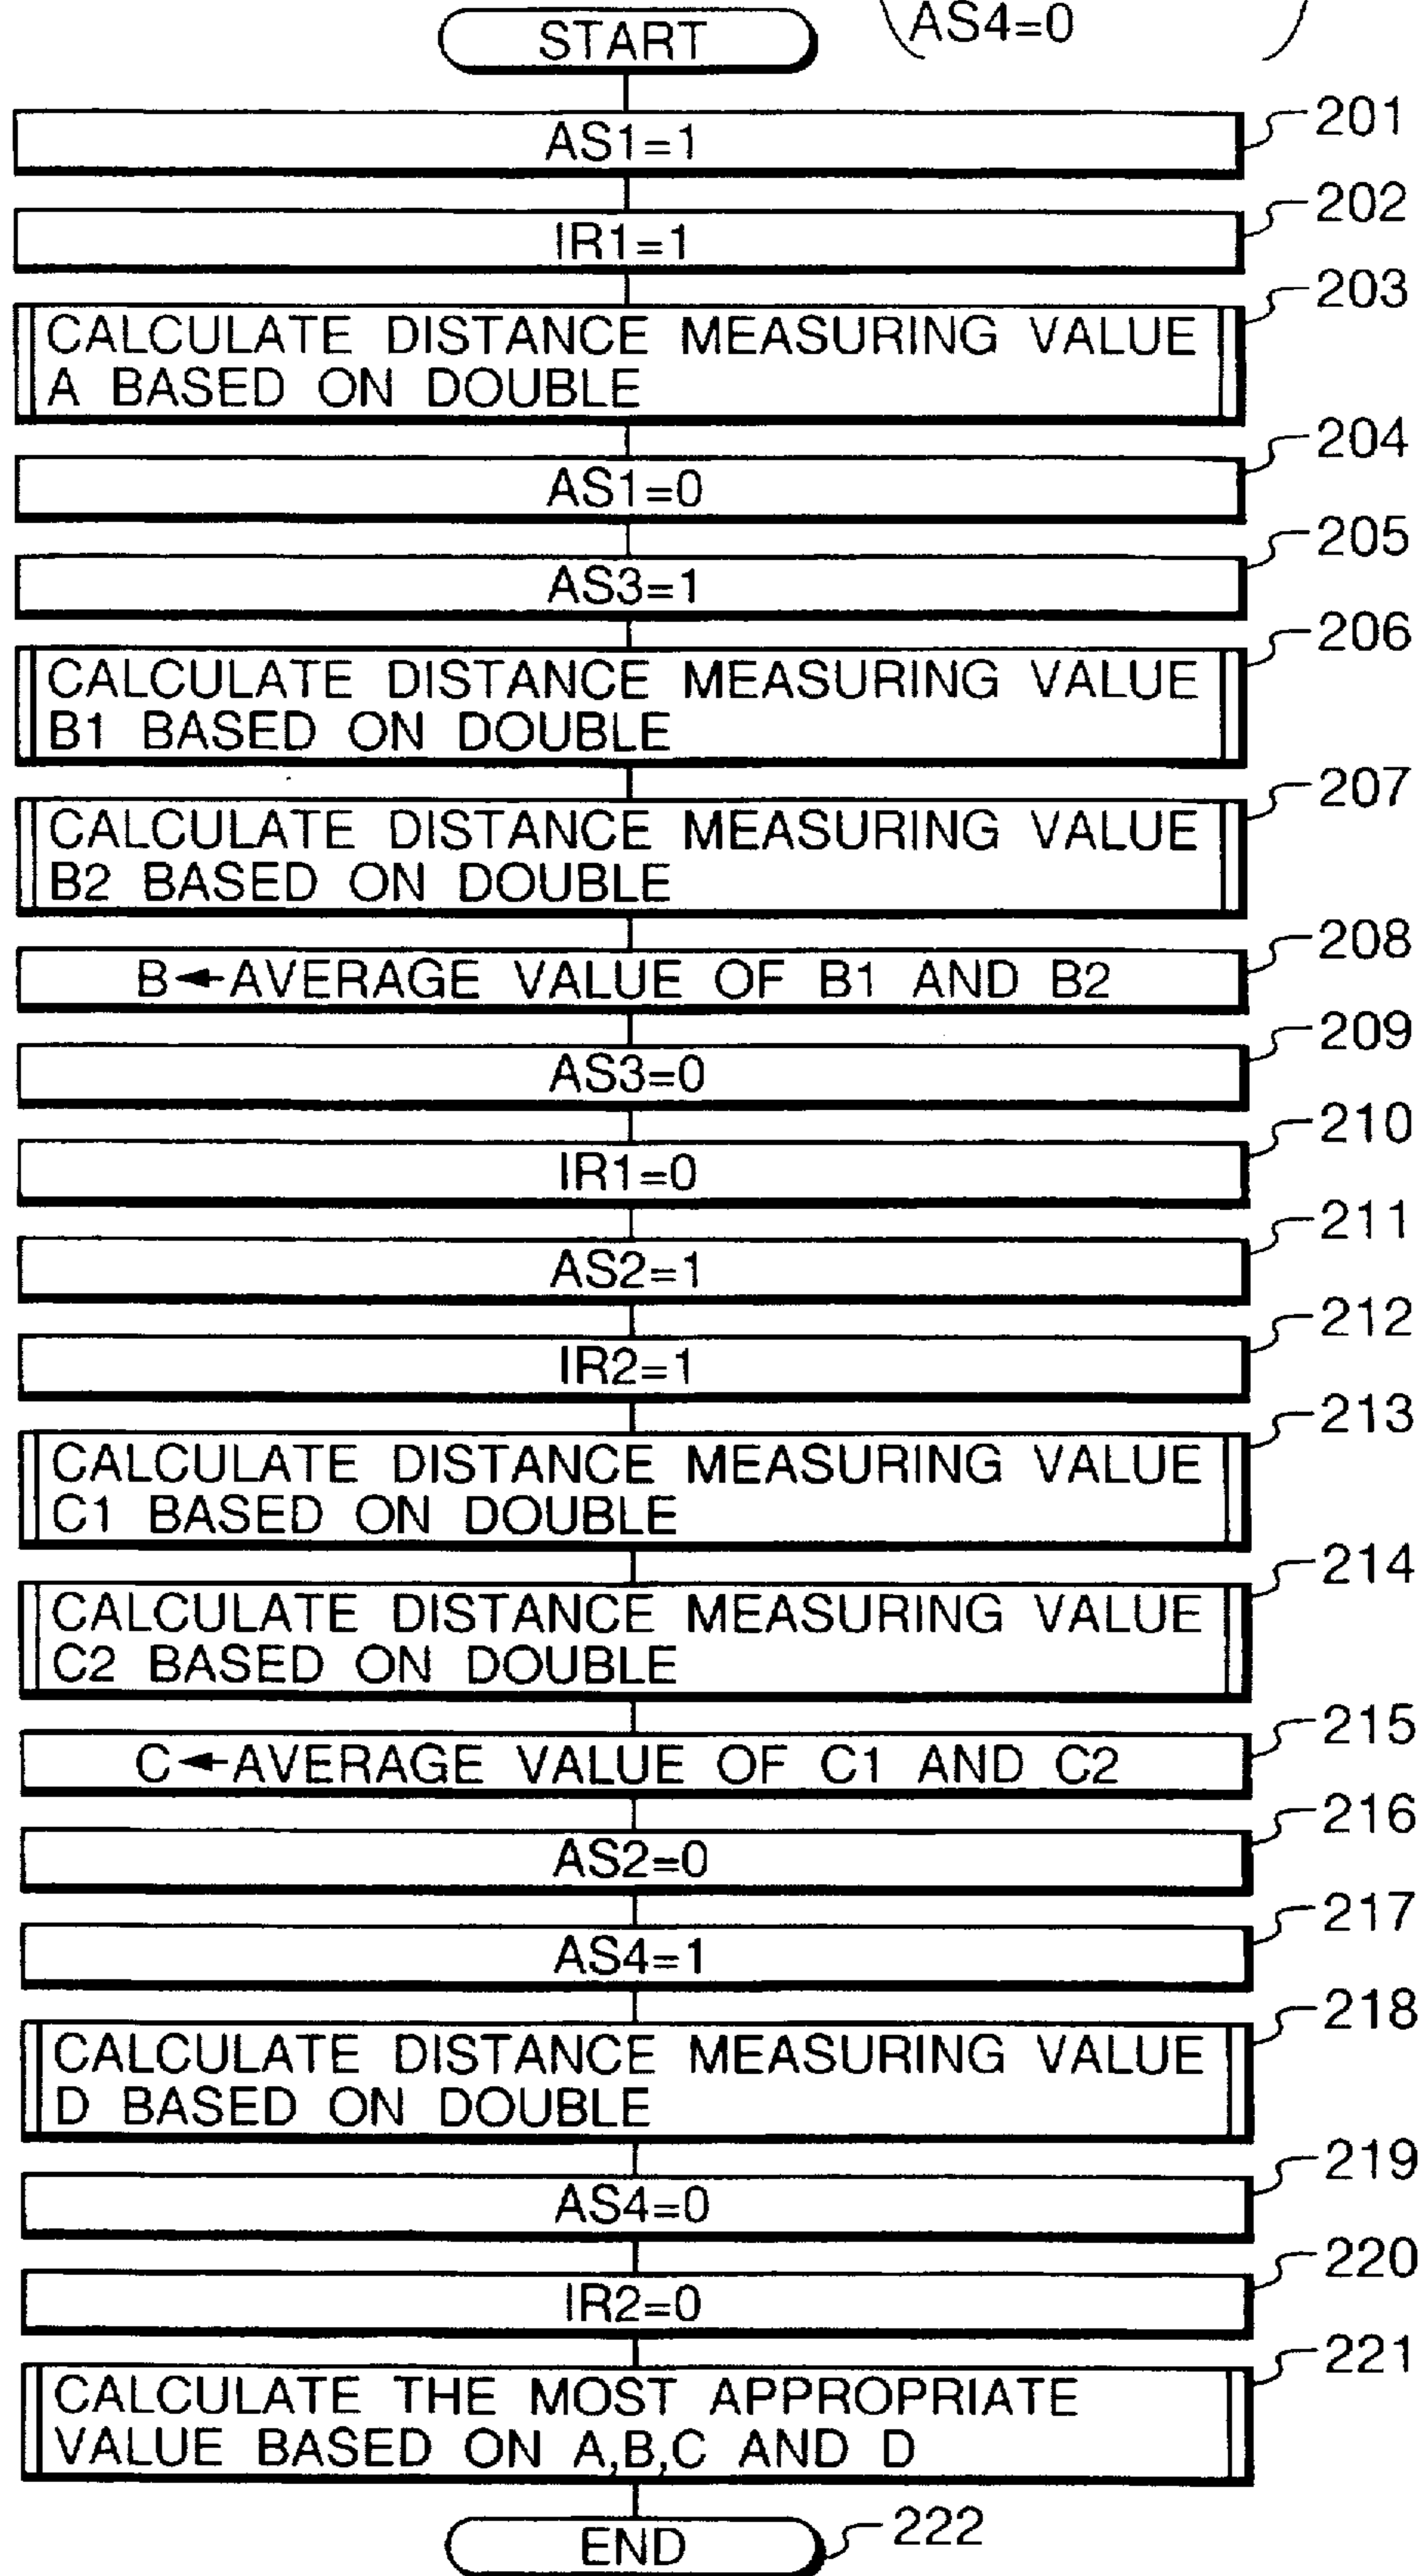 START
AS4=0
AS1=1
201
IR1=1
202
CALCULATE DISTANCE MEASURING VALUE
A BASED ON DOUBLE
203
AS1=0
204
AS3=1
205
CALCULATE DISTANCE MEASURING VALUE
B1 BASED ON DOUBLE
206
CALCULATE DISTANCE MEASURING VALUE
B2 BASED ON DOUBLE
207
B←AVERAGE VALUE OF B1 AND B2
208
AS3=0
209
IR1=0
210
AS2=1
211
IR2=1
212
CALCULATE DISTANCE MEASURING VALUE
C1 BASED ON DOUBLE
213
CALCULATE DISTANCE MEASURING VALUE
C2 BASED ON DOUBLE
214
C←AVERAGE VALUE OF C1 AND C2
215
AS2=0
216
AS4=1
217
CALCULATE DISTANCE MEASURING VALUE
D BASED ON DOUBLE
218
AS4=0
219
IR2=0
220
CALCULATE THE MOST APPROPRIATE
VALUE BASED ON A,B,C AND D
221
END
222